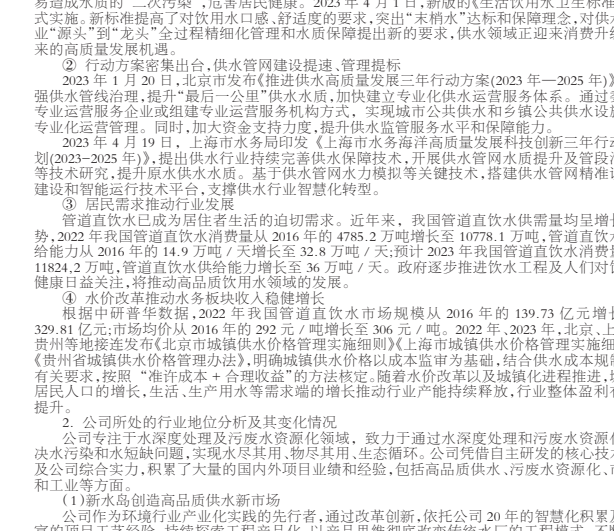 易造成水质的“二次污染”,危害居民健康。2023 年 4 月 1 日,新版的《生活饮用水卫生标准
式实施。新标准提高了对饮用水口感、舒适度的要求,突出“末梢水”达标和保障理念,对供水
业“源头”到“龙头”全过程精细化管理和水质保障提出新的要求,供水领域正迎来消费升级
来的高质量发展机遇。
② 行动方案密集出台,供水管网建设提速、管理提标
2023 年 1 月 20 日,北京市发布《推进供水高质量发展三年行动方案(2023 年—2025 年)》
强供水管线治理,提升“最后一公里”供水水质,加快建立专业化供水运营服务体系。通过委
专业运营服务企业或组建专业运营服务机构方式，实现城市公共供水和乡镇公共供水设施
专业化运营管理。同时,加大资金支持力度,提升供水监管服务水平和保障能力。
2023 年 4 月 19 日，上海市水务局印发《上海市水务海洋高质量发展科技创新三年行动
划(2023-2025 年)》,提出供水行业持续完善供水保障技术,开展供水管网水质提升及管段流
等技术研究,提升原水供水水质。基于供水管网水力模拟等关键技术，搭建供水管网精准调
建设和智能运行技术平台,支撑供水行业智慧化转型。
③ 居民需求推动行业发展
管道直饮水已成为居住者生活的迫切需求。近年来，我国管道直饮水供需量均呈增长
势,2022 年我国管道直饮水消费量从 2016 年的 4785.2 万吨增长至 10778.1 万吨,管道直饮水
给能力从 2016 年的 14.9 万吨 / 天增长至 32.8 万吨 / 天;预计 2023 年我国管道直饮水消费量
11824.2 万吨,管道直饮水供给能力增长至 36 万吨 / 天。政府逐步推进饮水工程及人们对饮
健康日益关注,将推动高品质饮用水领域的发展。
④ 水价改革推动水务板块收入稳健增长
根据中研普华数据,2022 年我国管道直饮水市场规模从 2016 年的 139.73 亿元增长
329.81 亿元;市场均价从 2016 年的 292 元 / 吨增长至 306 元 / 吨。2022 年、2023 年,北京、上
贵州等地接连发布《北京市城镇供水价格管理实施细则》《上海市城镇供水价格管理实施细
《贵州省城镇供水价格管理办法》,明确城镇供水价格以成本监审为基础,结合供水成本规制
有关要求,按照 “准许成本 + 合理收益”的方法核定。随着水价改革以及城镇化进程推进,城
居民人口的增长,生活、生产用水等需求端的增长推动行业产能持续释放,行业整体盈利有
提升。
2. 公司所处的行业地位分析及其变化情况
公司专注于水深度处理及污废水资源化领域，致力于通过水深度处理和污废水资源化
决水污染和水短缺问题,实现水尽其用、物尽其用、生态循环。公司凭借自主研发的核心技术
及公司综合实力,积累了大量的国内外项目业绩和经验,包括高品质供水、污废水资源化、市
和工业等方面。
(1)新水岛创造高品质供水新市场
公司作为环境行业产业化实践的先行者,通过改革创新,依托公司 20 年的智慧化积累及